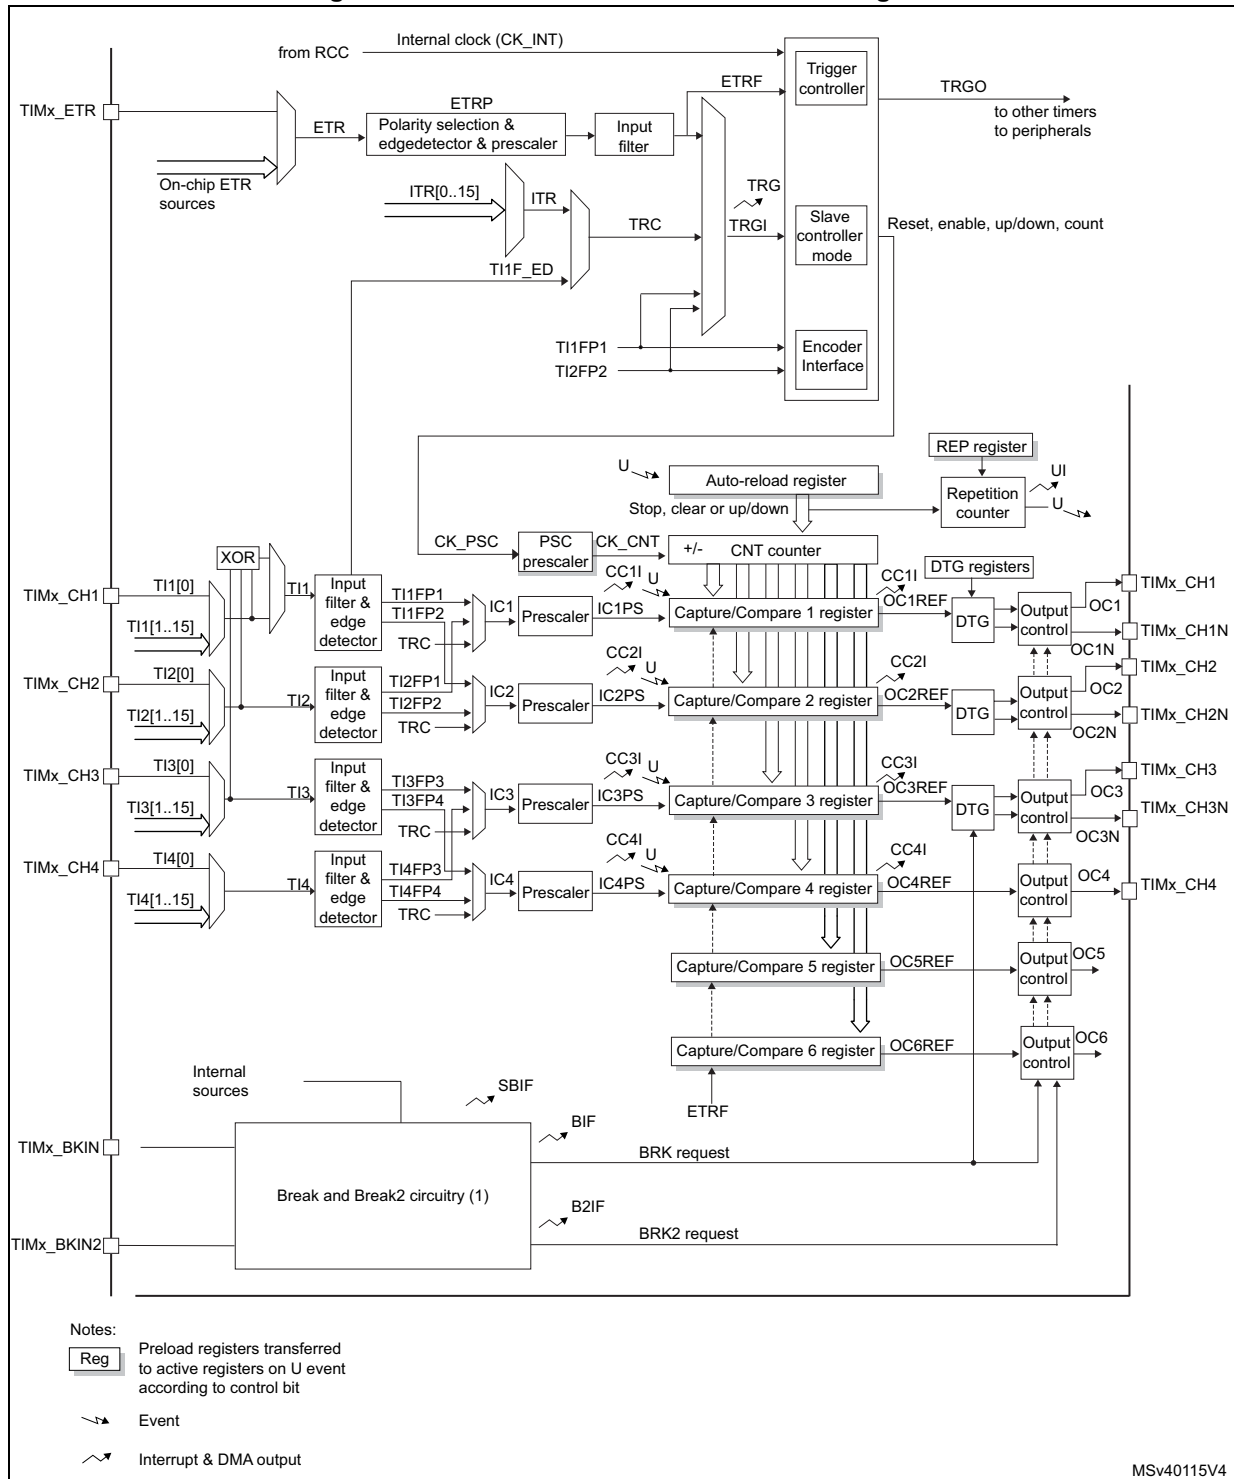 Internal clock (CK_INT)
from RCC
TIMx_ETR
ETR
ETRP
Polarity selection &
edgedetector & prescaler
Input
filter
ETRF
Trigger
controller
TRGO
to other timers
to peripherals
On-chip ETR
sources
ITR[0..15]
ITR
TRC
TRG
TRGI
Slave
controller
mode
Reset, enable, up/down, count
TI1F_ED
TI1FP1
TI2FP2
Encoder
Interface
REP register
U
Auto-reload register
Stop, clear or up/down
Repetition
counter
UI
U
CK_PSC
PSC
prescaler
CK_CNT
+/-
CNT counter
XOR
DTG registers
TIMx_CH1
TI1[0]
TI1[1..15]
TI1
Input
filter &
edge
detector
TI1FP1
TI1FP2
TRC
IC1
Prescaler
IC1PS
CC1I
U
Capture/Compare 1 register
CC1I
OC1REF
DTG
Output
control
OC1
OC1N
TIMx_CH1
TIMx_CH1N
TIMx_CH2
TI2[0]
TI2[1..15]
TI2
Input
filter &
edge
detector
TI2FP1
TI2FP2
TRC
IC2
Prescaler
IC2PS
CC2I
U
Capture/Compare 2 register
CC2I
OC2REF
DTG
Output
control
OC2
OC2N
TIMx_CH2
TIMx_CH2N
TIMx_CH3
TI3[0]
TI3[1..15]
TI3
Input
filter &
edge
detector
TI3FP3
TI3FP4
TRC
IC3
Prescaler
IC3PS
CC3I
U
Capture/Compare 3 register
CC3I
OC3REF
DTG
Output
control
OC3
OC3N
TIMx_CH3
TIMx_CH3N
TIMx_CH4
TI4[0]
TI4[1..15]
TI4
Input
filter &
edge
detector
TI4FP3
TI4FP4
TRC
IC4
Prescaler
IC4PS
CC4I
U
Capture/Compare 4 register
CC4I
OC4REF
Output
control
OC4
TIMx_CH4
Capture/Compare 5 register
OC5REF
Output
control
OC5
Capture/Compare 6 register
OC6REF
Output
control
OC6
ETRF
Internal
sources
SBIF
TIMx_BKIN
BIF
BRK request
Break and Break2 circuitry (1)
B2IF
BRK2 request
TIMx_BKIN2
Notes:
Reg
Preload registers transferred
to active registers on U event
according to control bit
Event
Interrupt & DMA output
MSv40115V4